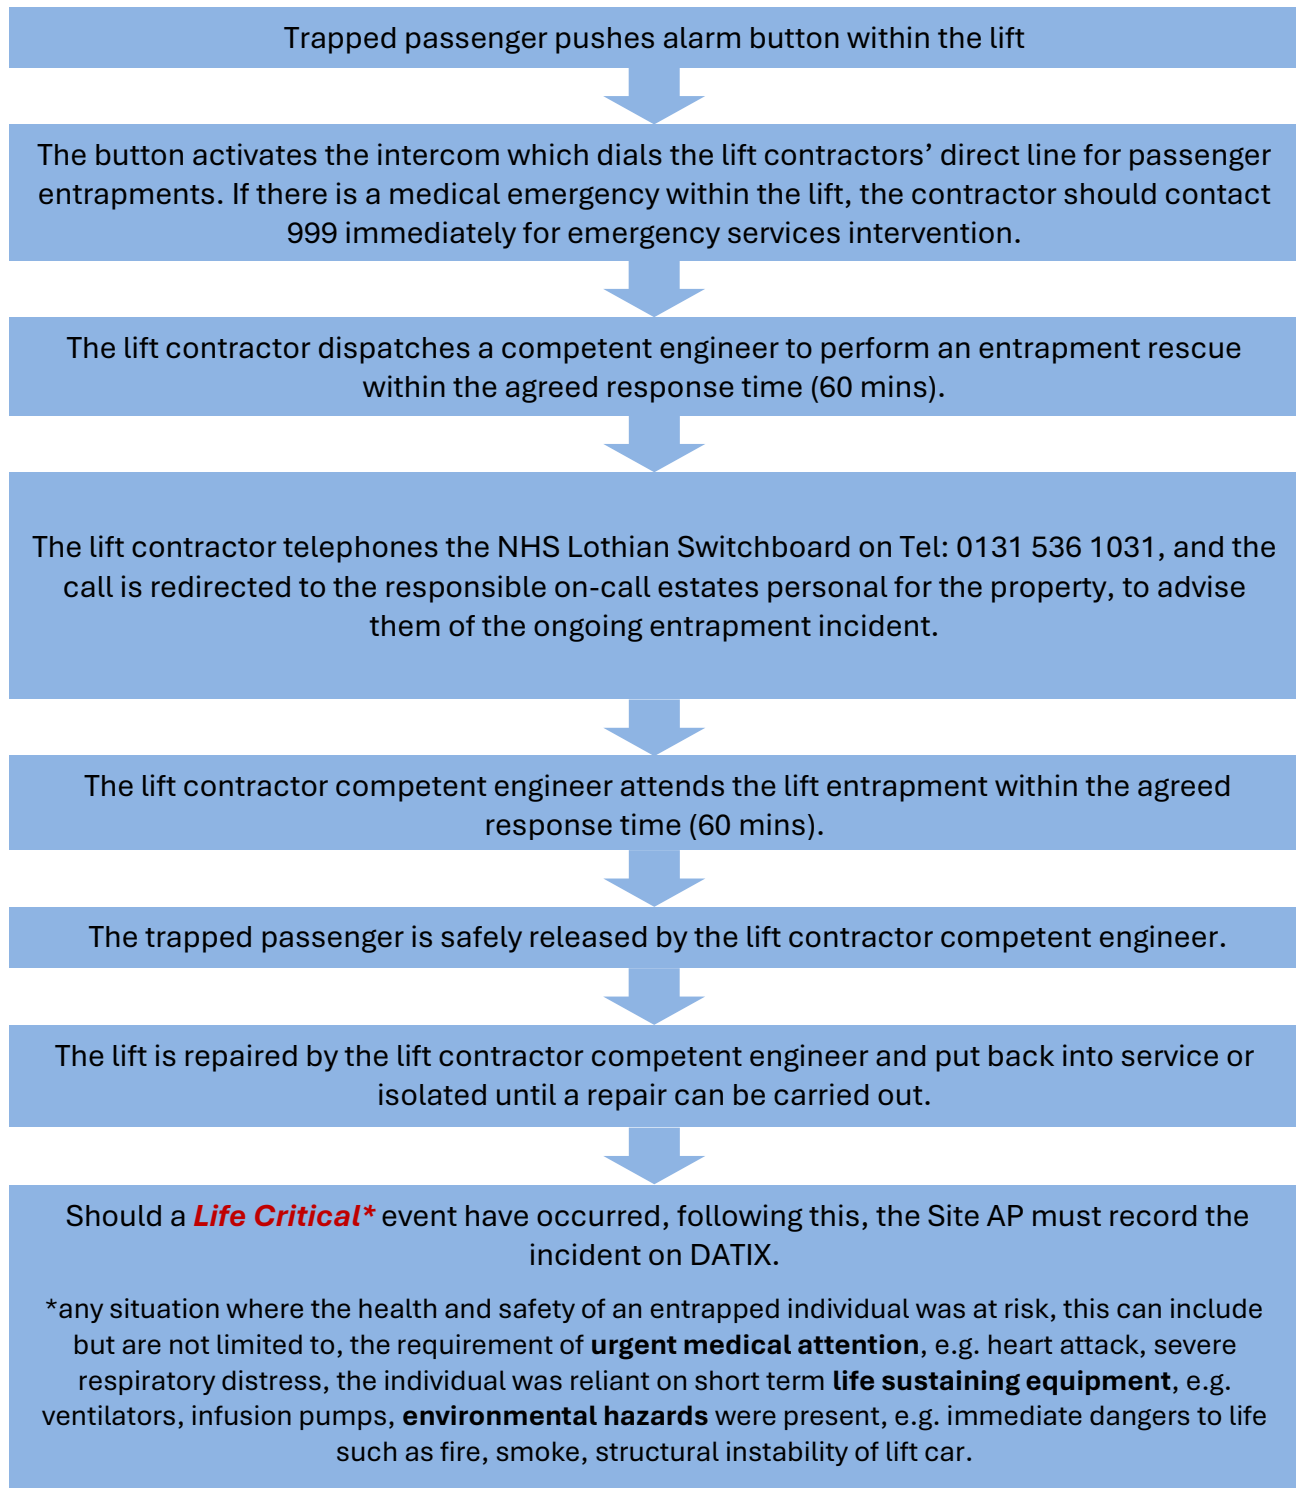 Trapped passenger pushes alarm button within the lift
The button activates the intercom which dials the lift contractors’ direct line for passenger
entrapments. If there is a medical emergency within the lift, the contractor should contact
999 immediately for emergency services intervention.
The lift contractor dispatches a competent engineer to perform an entrapment rescue
within the agreed response time (60 mins).
The lift contractor telephones the NHS Lothian Switchboard on Tel: 0131 536 1031, and the
call is redirected to the responsible on-call estates personal for the property, to advise
them of the ongoing entrapment incident.
The lift contractor competent engineer attends the lift entrapment within the agreed
response time (60 mins).
The trapped passenger is safely released by the lift contractor competent engineer.
The lift is repaired by the lift contractor competent engineer and put back into service or
isolated until a repair can be carried out.
Should a Life Critical* event have occurred, following this, the Site AP must record the
incident on DATIX.
*any situation where the health and safety of an entrapped individual was at risk, this can include
but are not limited to, the requirement of urgent medical attention, e.g. heart attack, severe
respiratory distress, the individual was reliant on short term life sustaining equipment, e.g.
ventilators, infusion pumps, environmental hazards were present, e.g. immediate dangers to life
such as fire, smoke, structural instability of lift car.